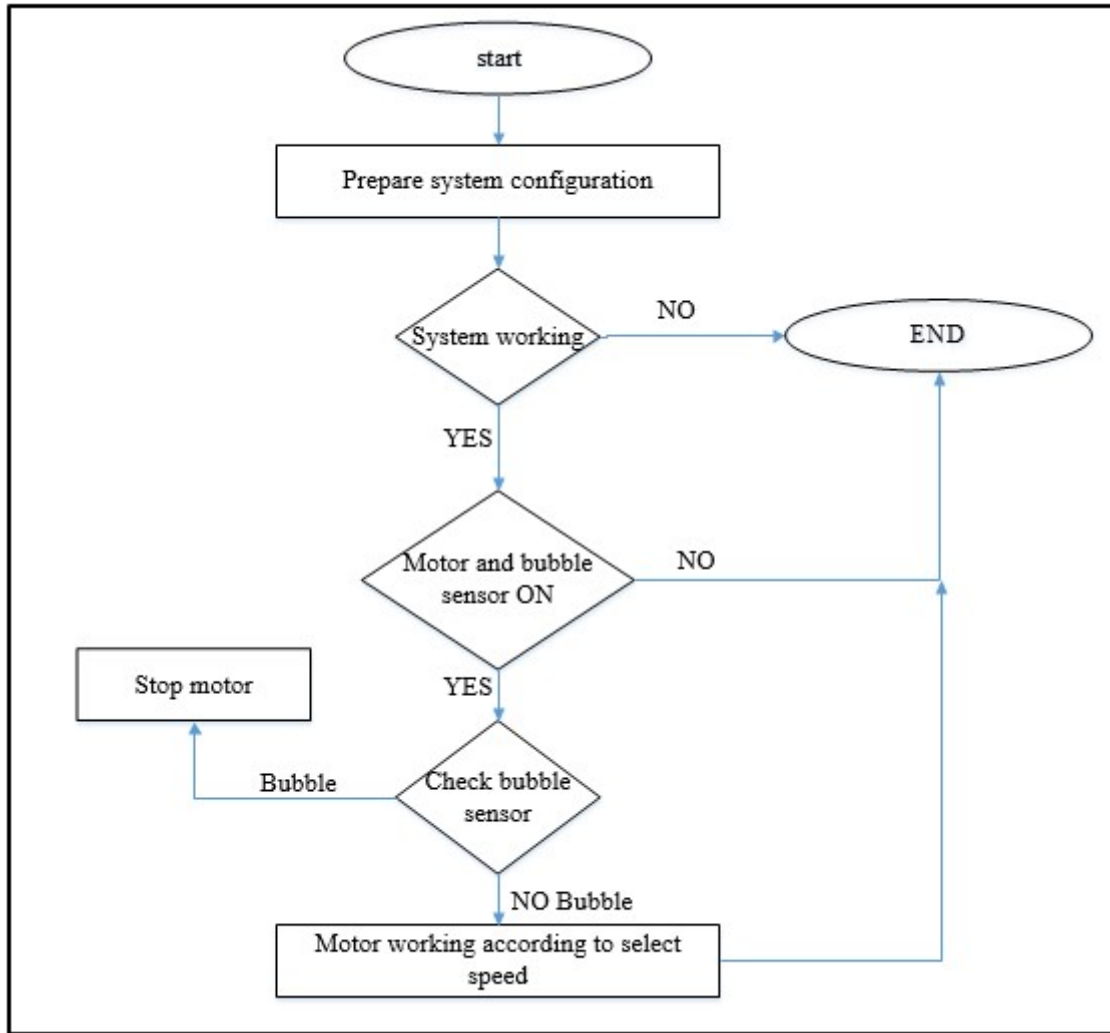 start
Prepare system configuration
System working
NO
END
YES
Motor and bubble
sensor ON
NO
YES
Stop motor
Bubble
Check bubble
sensor
NO Bubble
Motor working according to select
speed